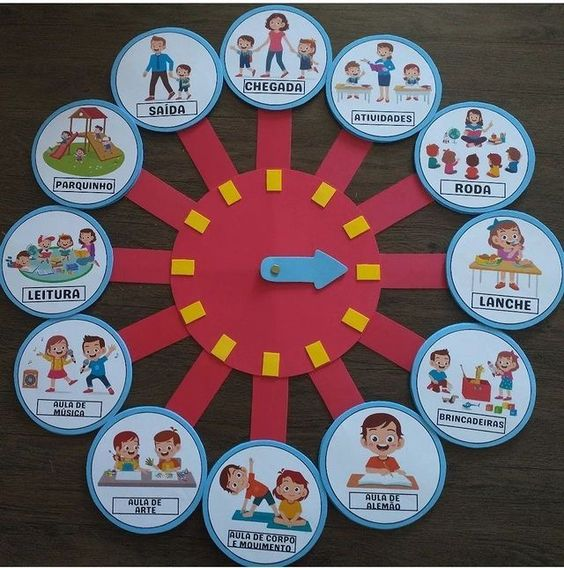 CHEGADA
ATIVIDADES
RODA
LANCHE
BRINCADEIRAS
AULA DE
ALEMÃO
AULA DE CORPO
E MOVIMENTO
AULA DE
ARTE
AULA DE
MÚSICA
LEITURA
PARQUINHO
SAÍDA